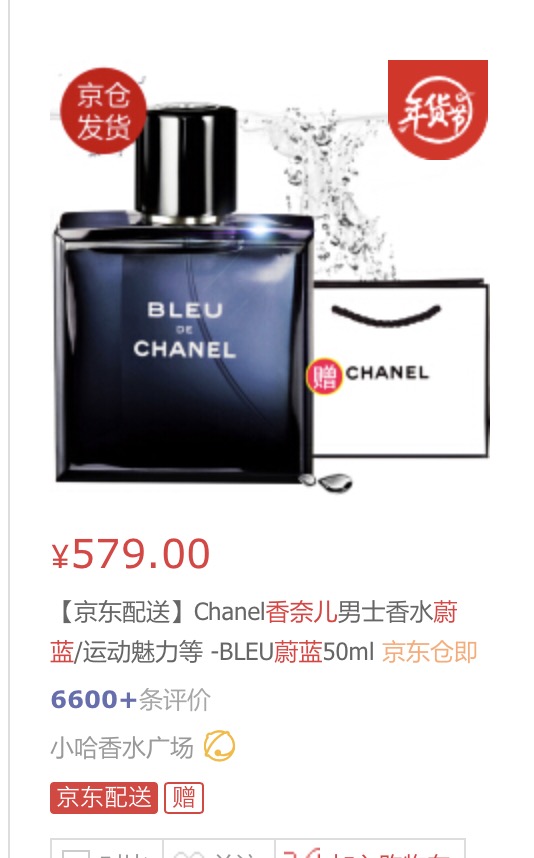 京仓
发货
年货节
BLEU
DE
CHANEL
赠
CHANEL
¥579.00
【京东配送】Chanel香奈儿男士香水蔚
蓝/运动魅力等 -BLEU蔚蓝50ml 京东仓即
6600+条评价
小哈香水广场
京东配送 赠